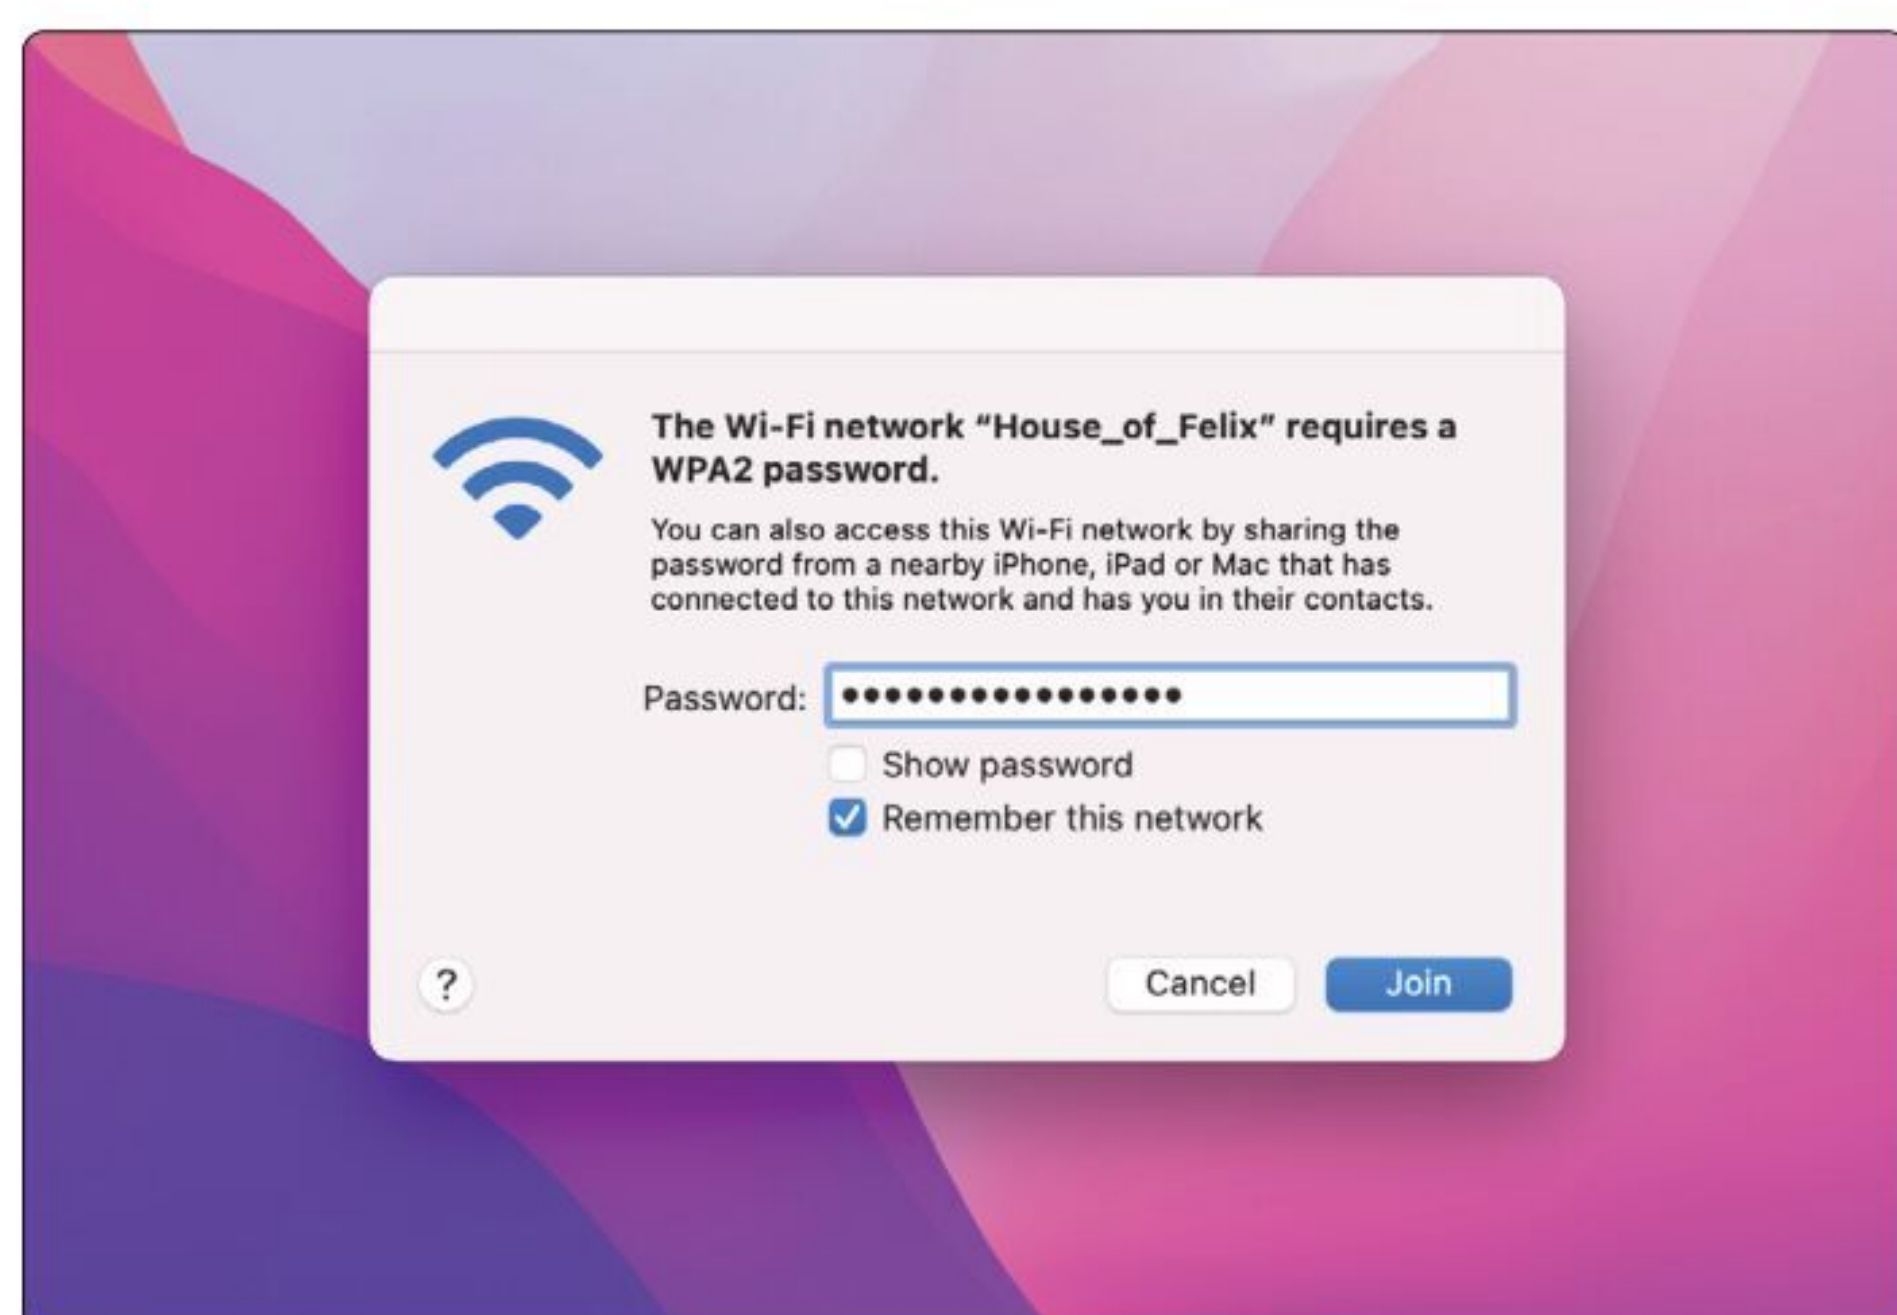 The Wi-Fi network “House_of_Felix” requires a
WPA2 password.
You can also access this Wi-Fi network by sharing the
password from a nearby iPhone, iPad or Mac that has
connected to this network and has you in their contacts.
Password: ••••••••••••••••
Show password
Remember this network
? Cancel Join